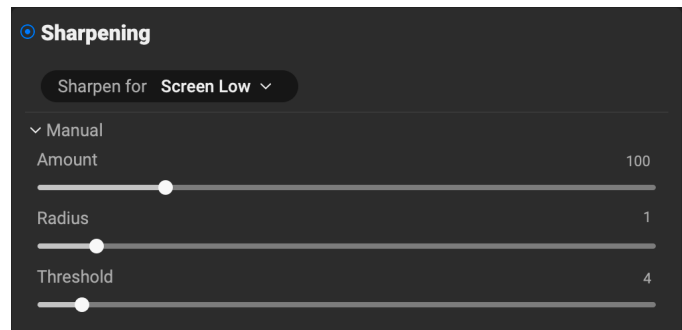 Sharpening
Sharpen for Screen Low
Manual
Amount 100
Radius 1
Threshold 4